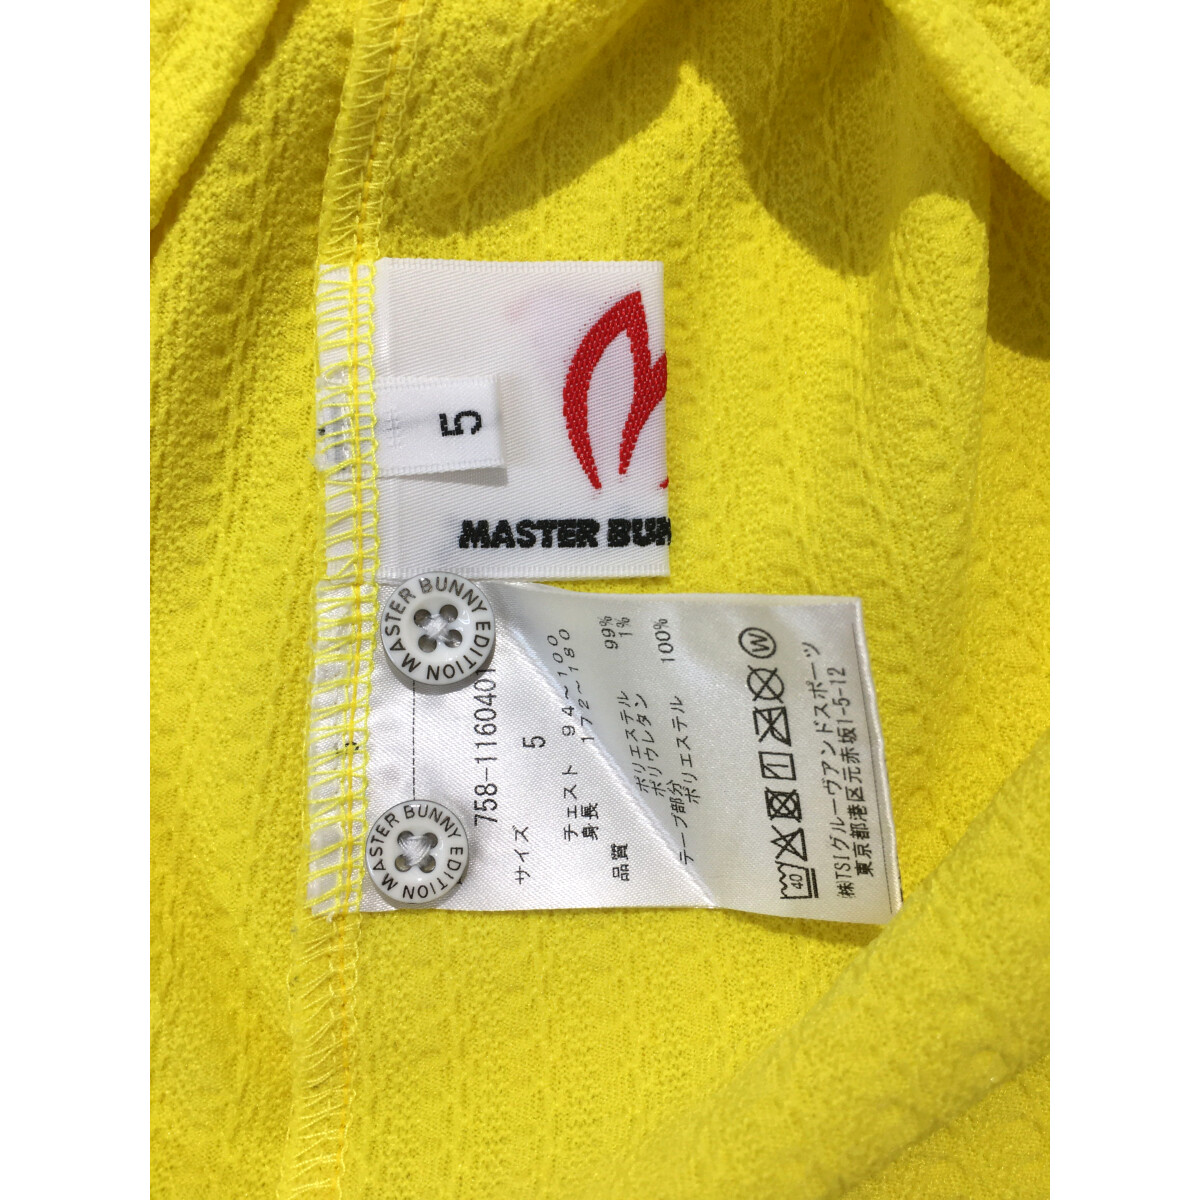 5
MASTER BUN
MASTER BUNNY EDITION
MASTER BUNNY EDITION
758-1160401
サイズ 5
チェスト 94~100
身長 172~180
品質 ポリエステル 99%
ポリウレタン 1%
テープ部分
ポリエステル 100%
40
W
㈱TSIグルーヴアンドスポーツ
東京都港区元赤坂1-5-12